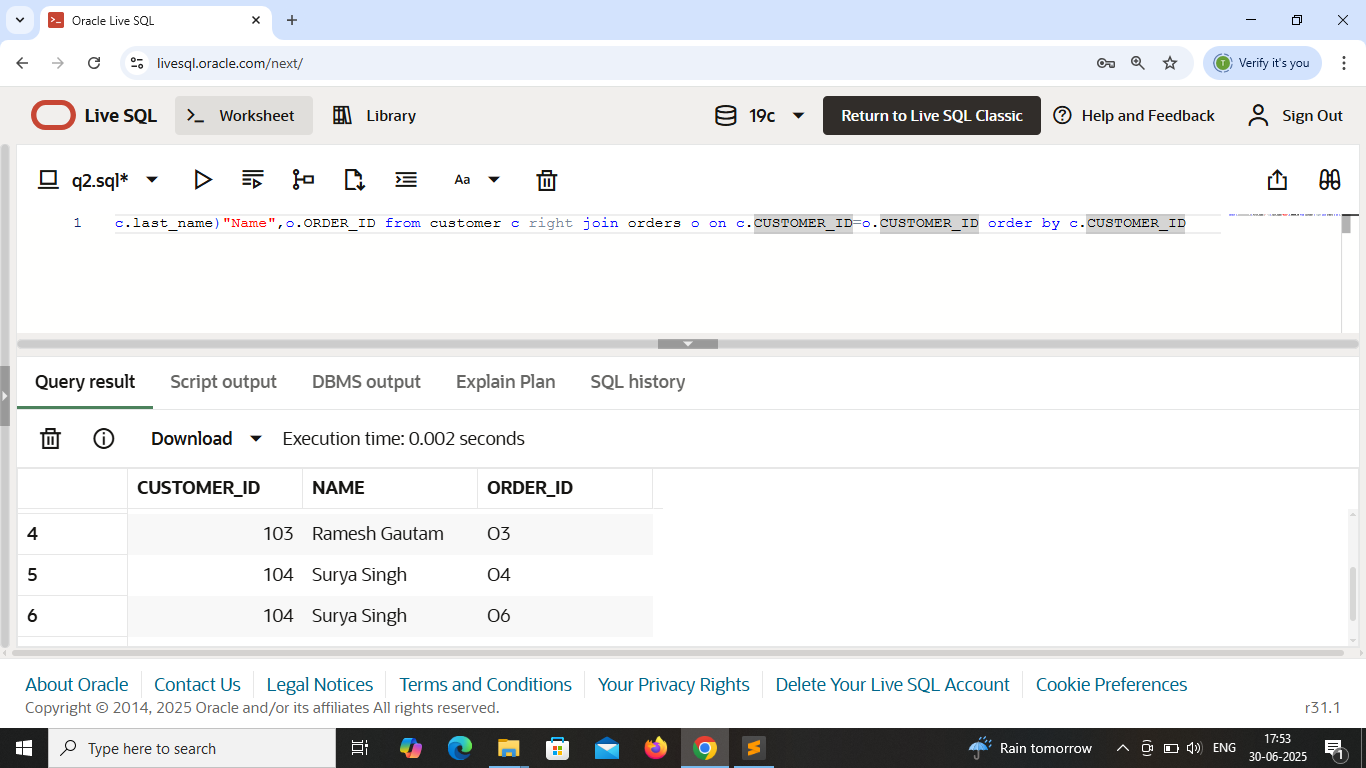 Oracle Live SQL
livesql.oracle.com/next/
T
Verify it's you
Live SQL
Worksheet
Library
19c
Return to Live SQL Classic
Help and Feedback
Sign Out
q2.sql*
Aa
1 c.last_name)"Name",o.ORDER_ID from customer c right join orders o on c.CUSTOMER_ID=o.CUSTOMER_ID order by c.CUSTOMER_ID
Query result Script output DBMS output Explain Plan SQL history
Download Execution time: 0.002 seconds
CUSTOMER_ID NAME ORDER_ID
4 103 Ramesh Gautam O3
5 104 Surya Singh O4
6 104 Surya Singh O6
About Oracle Contact Us Legal Notices Terms and Conditions Your Privacy Rights Delete Your Live SQL Account Cookie Preferences
Copyright © 2014, 2025 Oracle and/or its affiliates All rights reserved. r31.1
Type here to search
Rain tomorrow
ENG
17:53
30-06-2025
1